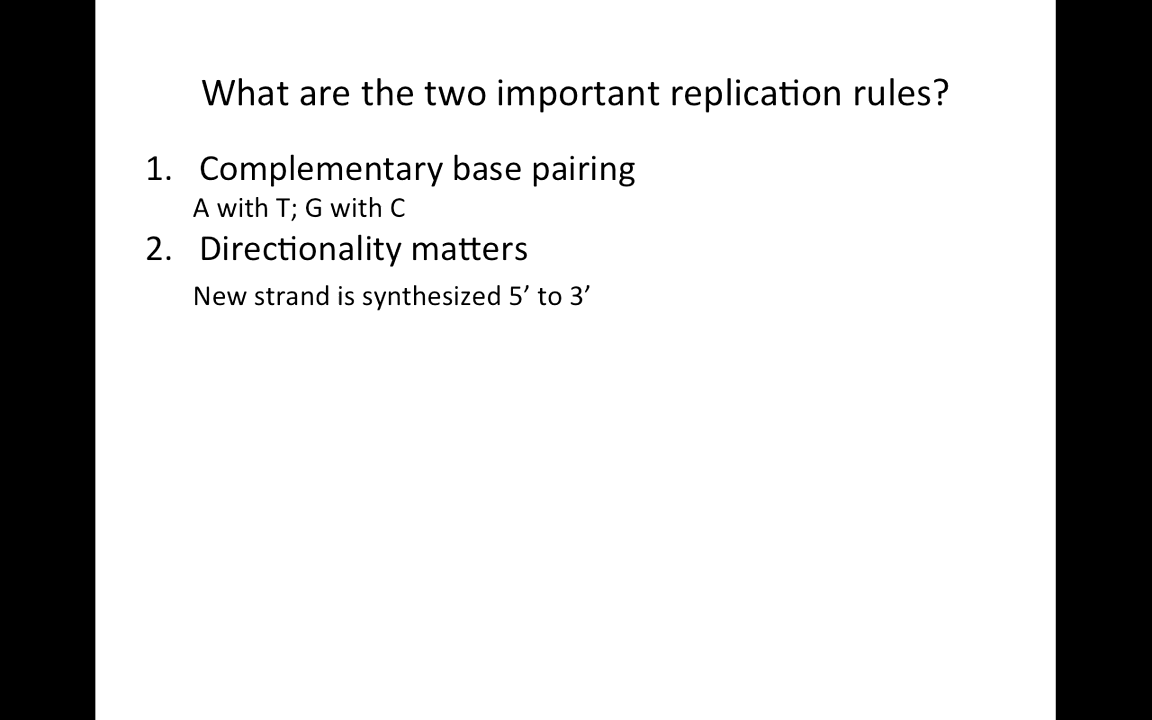 What are the two important replication rules?
1. Complementary base pairing
A with T; G with C
2. Directionality matters
New strand is synthesized 5’ to 3’